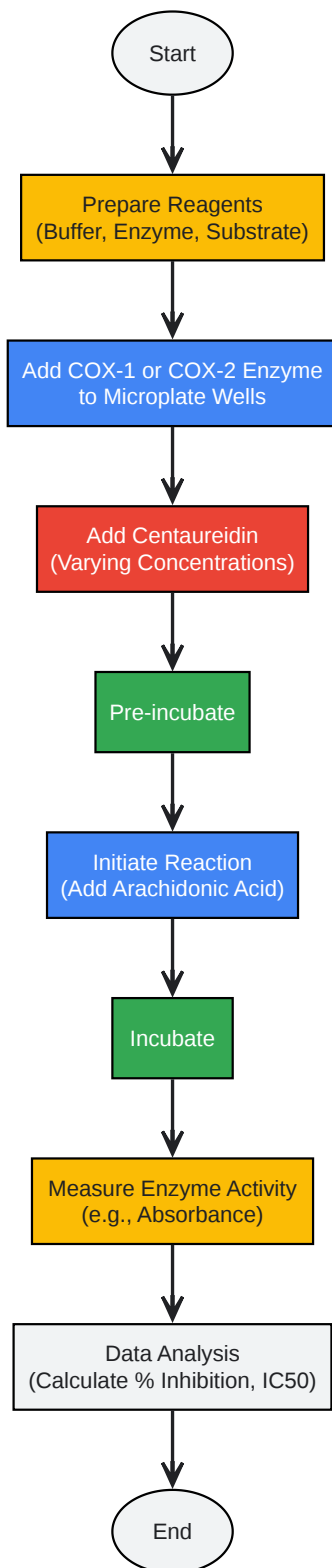 Start
Prepare Reagents
(Buffer, Enzyme, Substrate)
Add COX-1 or COX-2 Enzyme
to Microplate Wells
Add Centaureidin
(Varying Concentrations)
Pre-incubate
Initiate Reaction
(Add Arachidonic Acid)
Incubate
Measure Enzyme Activity
(e.g., Absorbance)
Data Analysis
(Calculate % Inhibition, IC50)
End